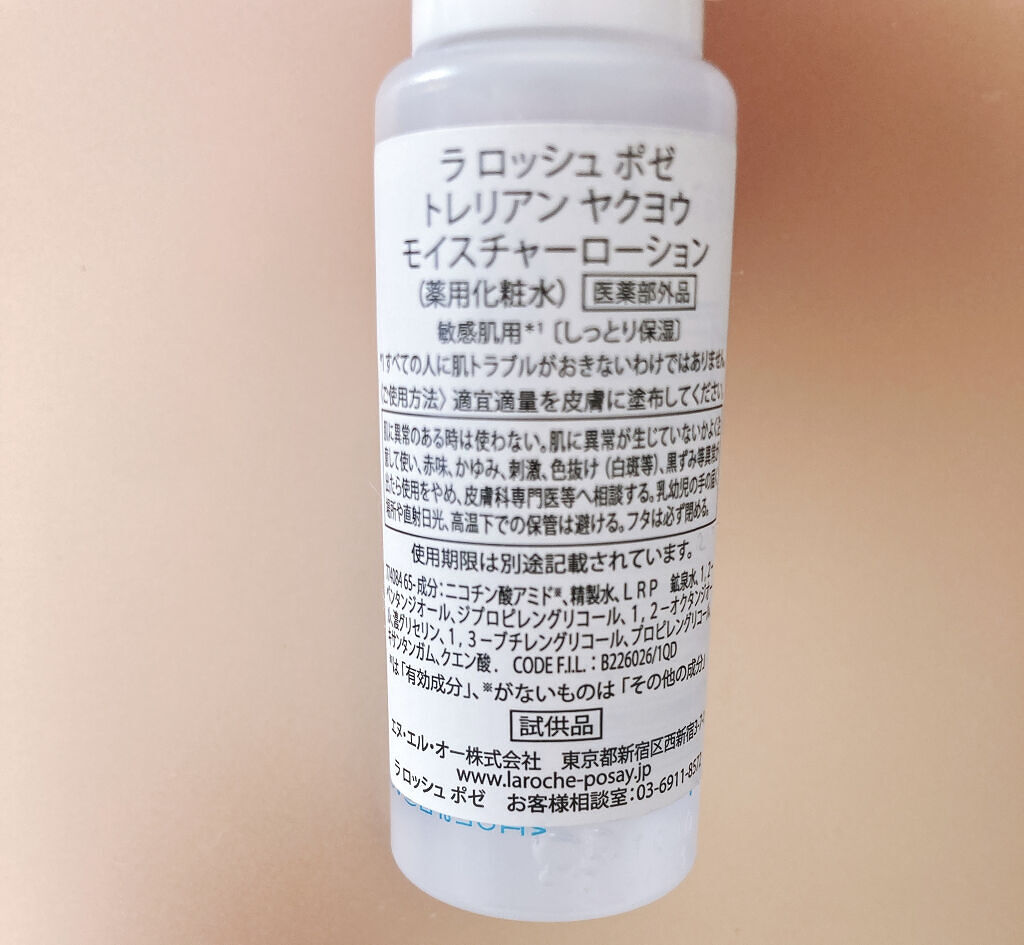 ラ ロッシュ ポゼ
トレリアン ヤクヨウ
モイスチャーローション
(薬用化粧水) 医薬部外品
敏感肌用*1〔しっとり保湿〕
*1すべての人に肌トラブルがおきないわけではありません
〈ご使用方法〉適宜適量を皮膚に塗布してください
肌に異常のある時は使わない。肌に異常が生じていないかよく
して使い、赤味、かゆみ、刺激、色抜け(白斑等)、黒ずみ等異常
出たら使用をやめ、皮膚科専門医等へ相談する。乳幼児の手の
場所や直射日光、高温下での保管は避ける。フタは必ず閉める。
使用期限は別途記載されています。
774084 65-成分:ニコチン酸アミド※、精製水、LRP 鉱泉水、1,2-
ペンタンジオール、ジプロピレングリコール、1,2-オクタンジオー
ル、濃グリセリン、1,3-ブチレングリコール、プロピレングリコール、
キサンタンガム、クエン酸. CODE F.I.L. : B226026/1QD
※は「有効成分」、※がないものは「その他の成分」
試供品
エヌ・エル・オー株式会社 東京都新宿区西新宿3-7-
www.laroche-posay.jp
ラ ロッシュ ポゼ お客様相談室:03-6911-8572